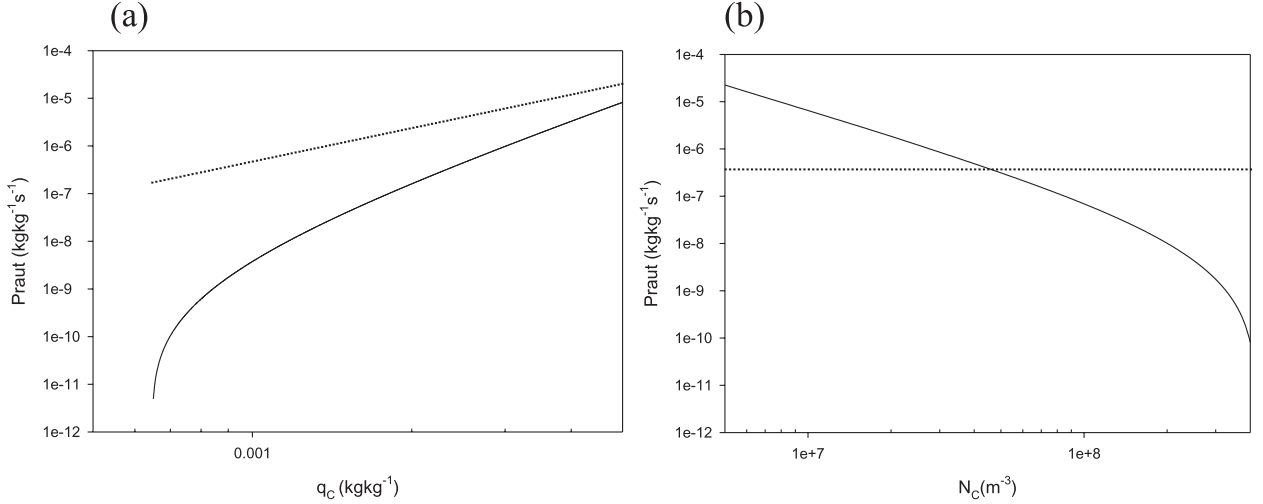 (a)
1e-4
1e-5
1e-6
1e-7
1e-8
1e-9
1e-10
1e-11
1e-12
Praut (kgkg⁻¹s⁻¹)
0.001
q_C (kgkg⁻¹)
(b)
1e-4
1e-5
1e-6
1e-7
1e-8
1e-9
1e-10
1e-11
1e-12
Praut (kgkg⁻¹s⁻¹)
1e+7 1e+8
N_C(m⁻³)